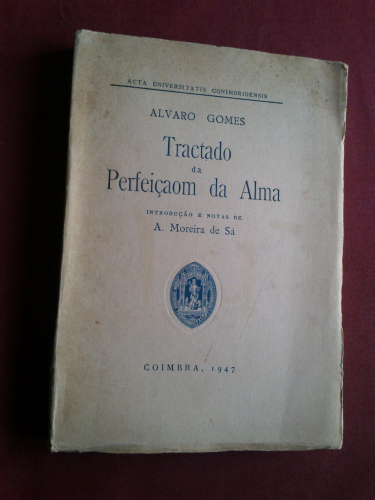 ACTA UNIVERSITATIS CONIMBRIGENSIS
ALVARO GOMES
Tractado
da
Perfeiçaom da Alma
INTRODUÇÃO E NOTAS DE
A. Moreira de Sá
COIMBRA, 1947